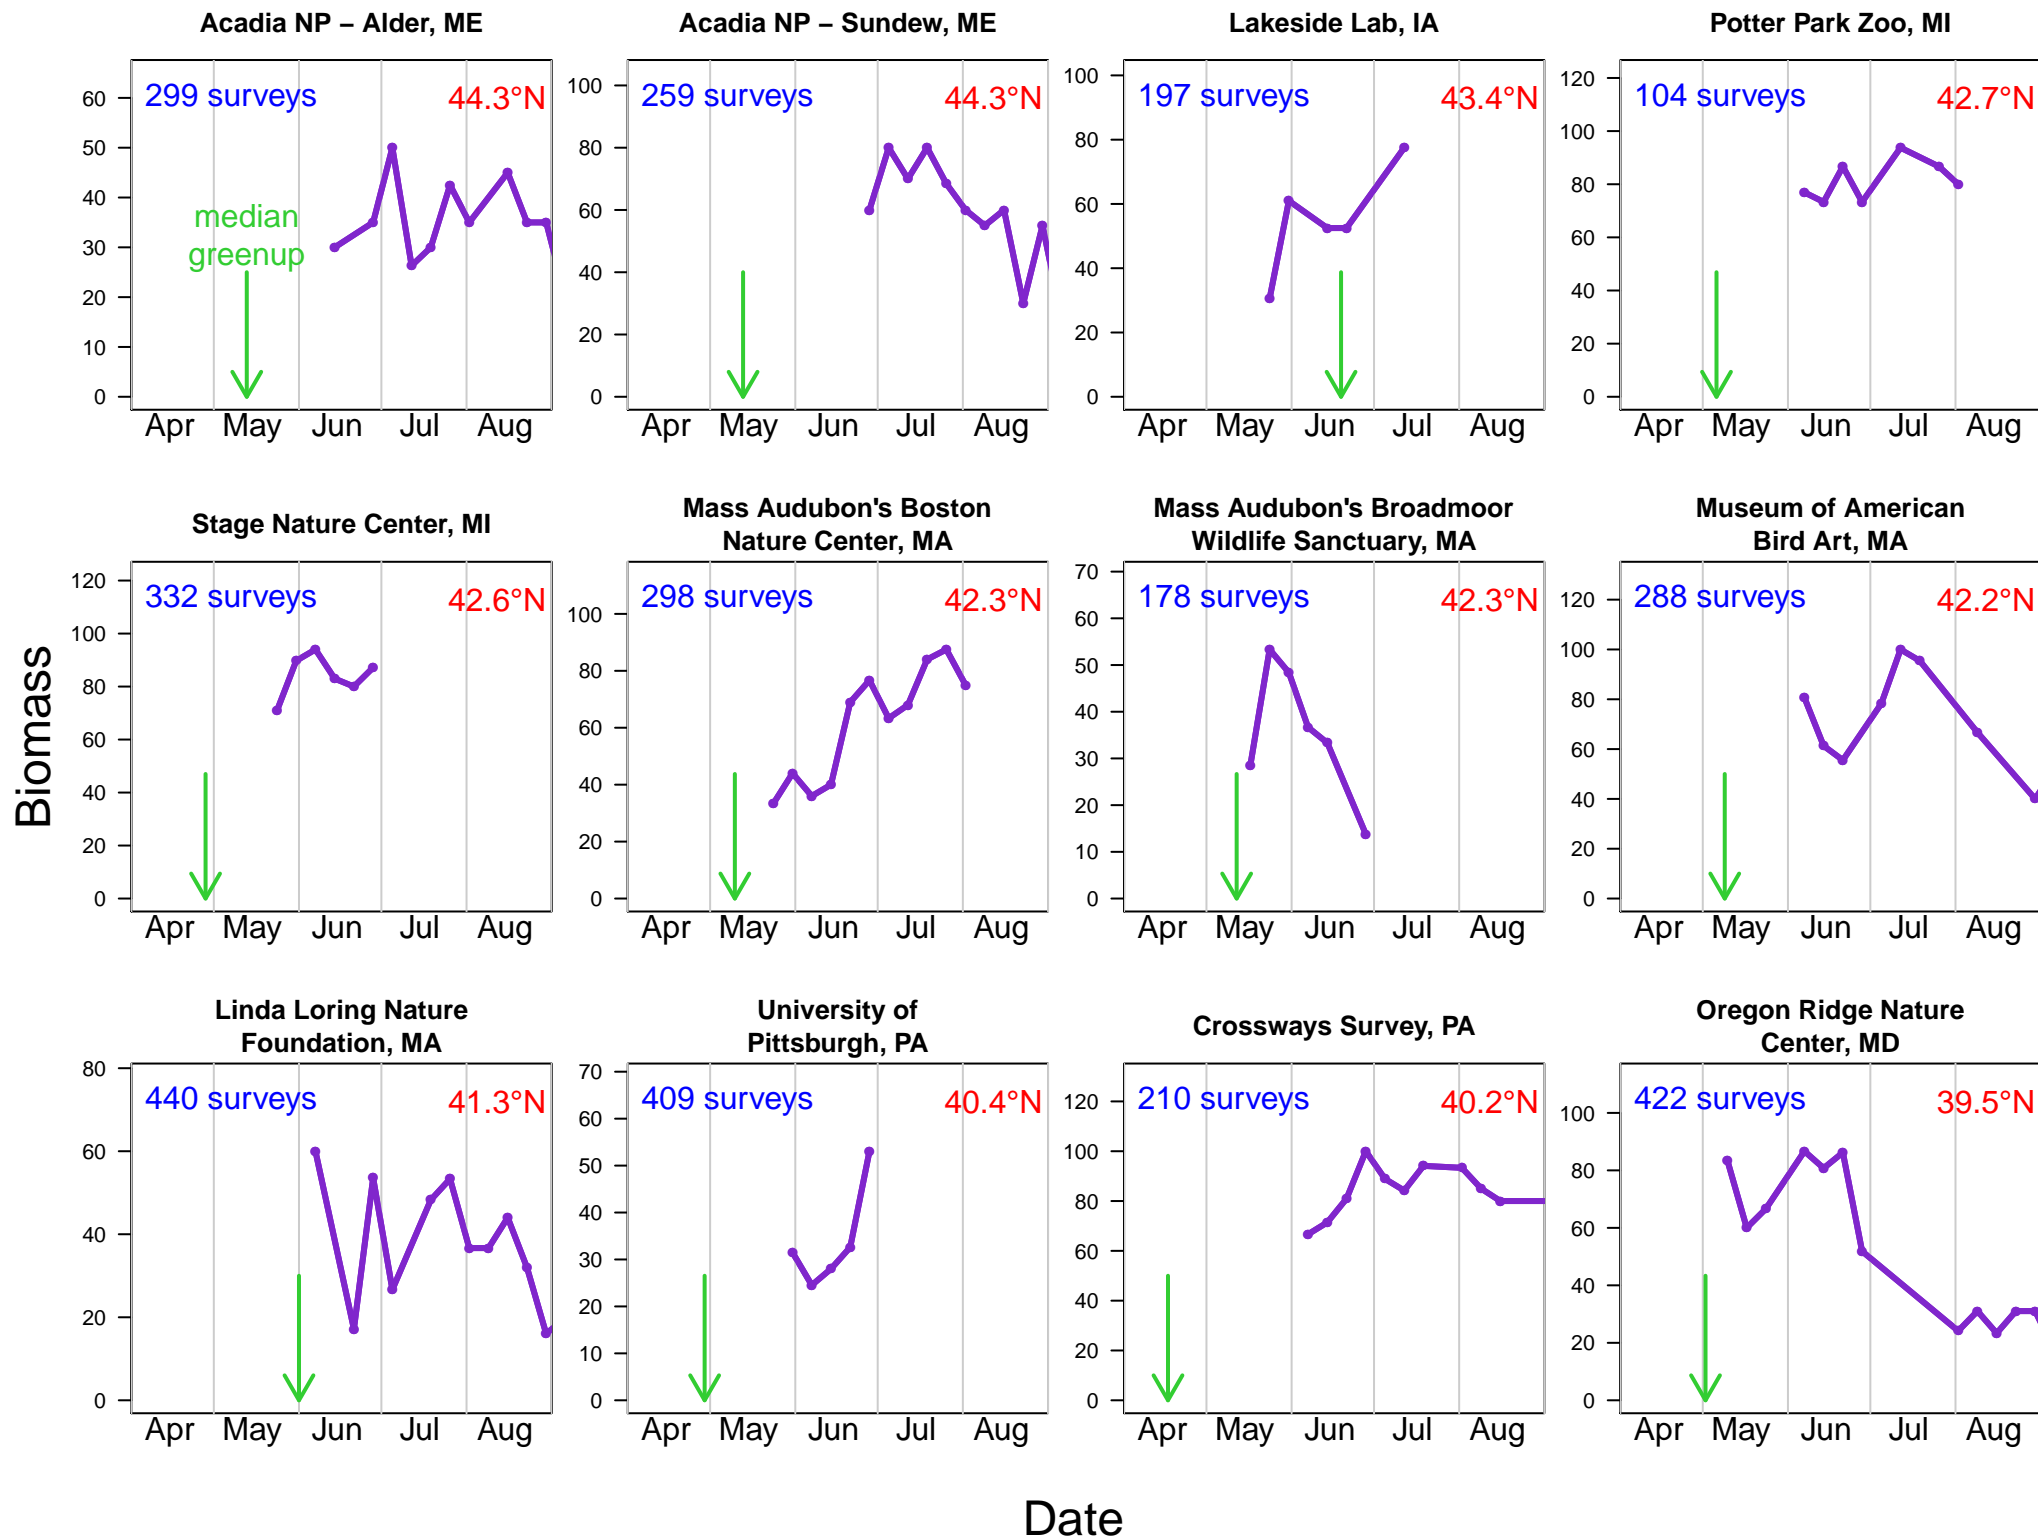 Acadia NP – Alder, ME
299 surveys
44.3°N
60
50
40
30
20
10
0
median
greenup
Apr May Jun Jul Aug
Acadia NP – Sundew, ME
259 surveys
44.3°N
100
80
60
40
20
0
Apr May Jun Jul Aug
Lakeside Lab, IA
197 surveys
43.4°N
100
80
60
40
20
0
Apr May Jun Jul Aug
Potter Park Zoo, MI
104 surveys
42.7°N
120
100
80
60
40
20
0
Apr May Jun Jul Aug
Biomass
Stage Nature Center, MI
332 surveys
42.6°N
120
100
80
60
40
20
0
Apr May Jun Jul Aug
Mass Audubon's Boston
Nature Center, MA
298 surveys
42.3°N
100
80
60
40
20
0
Apr May Jun Jul Aug
Mass Audubon's Broadmoor
Wildlife Sanctuary, MA
178 surveys
42.3°N
70
60
50
40
30
20
10
0
Apr May Jun Jul Aug
Museum of American
Bird Art, MA
288 surveys
42.2°N
120
100
80
60
40
20
0
Apr May Jun Jul Aug
Linda Loring Nature
Foundation, MA
440 surveys
41.3°N
80
60
40
20
0
Apr May Jun Jul Aug
University of
Pittsburgh, PA
409 surveys
40.4°N
70
60
50
40
30
20
10
0
Apr May Jun Jul Aug
Crossways Survey, PA
210 surveys
40.2°N
120
100
80
60
40
20
0
Apr May Jun Jul Aug
Oregon Ridge Nature
Center, MD
422 surveys
39.5°N
100
80
60
40
20
0
Apr May Jun Jul Aug
Date